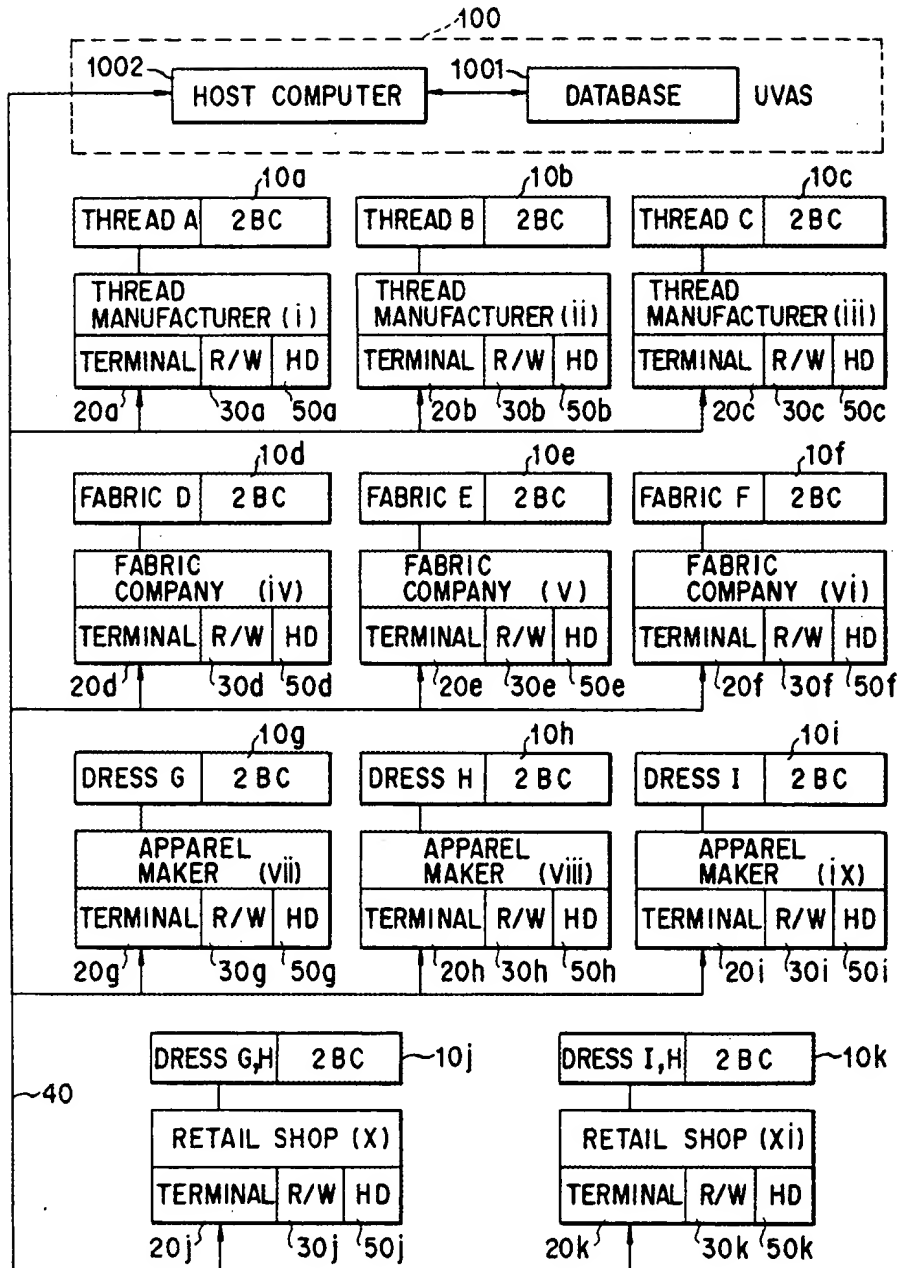 100
1002
1001
HOST COMPUTER
DATABASE
UVAS
10a
10b
10c
THREAD A
2BC
THREAD B
2BC
THREAD C
2BC
THREAD MANUFACTURER (i)
THREAD MANUFACTURER (ii)
THREAD MANUFACTURER (iii)
TERMINAL
R/W
HD
TERMINAL
R/W
HD
TERMINAL
R/W
HD
20a
30a
50a
20b
30b
50b
20c
30c
50c
10d
10e
10f
FABRIC D
2BC
FABRIC E
2BC
FABRIC F
2BC
FABRIC COMPANY (iv)
FABRIC COMPANY (V)
FABRIC COMPANY (Vi)
TERMINAL
R/W
HD
TERMINAL
R/W
HD
TERMINAL
R/W
HD
20d
30d
50d
20e
30e
50e
20f
30f
50f
10g
10h
10i
DRESS G
2BC
DRESS H
2BC
DRESS I
2BC
APPAREL MAKER (Vii)
APPAREL MAKER (Viii)
APPAREL MAKER (iX)
TERMINAL
R/W
HD
TERMINAL
R/W
HD
TERMINAL
R/W
HD
20g
30g
50g
20h
30h
50h
20i
30i
50i
DRESS G,H
2BC
10j
DRESS I,H
2BC
10k
40
RETAIL SHOP (X)
RETAIL SHOP (Xi)
TERMINAL
R/W
HD
TERMINAL
R/W
HD
20j
30j
50j
20k
30k
50k